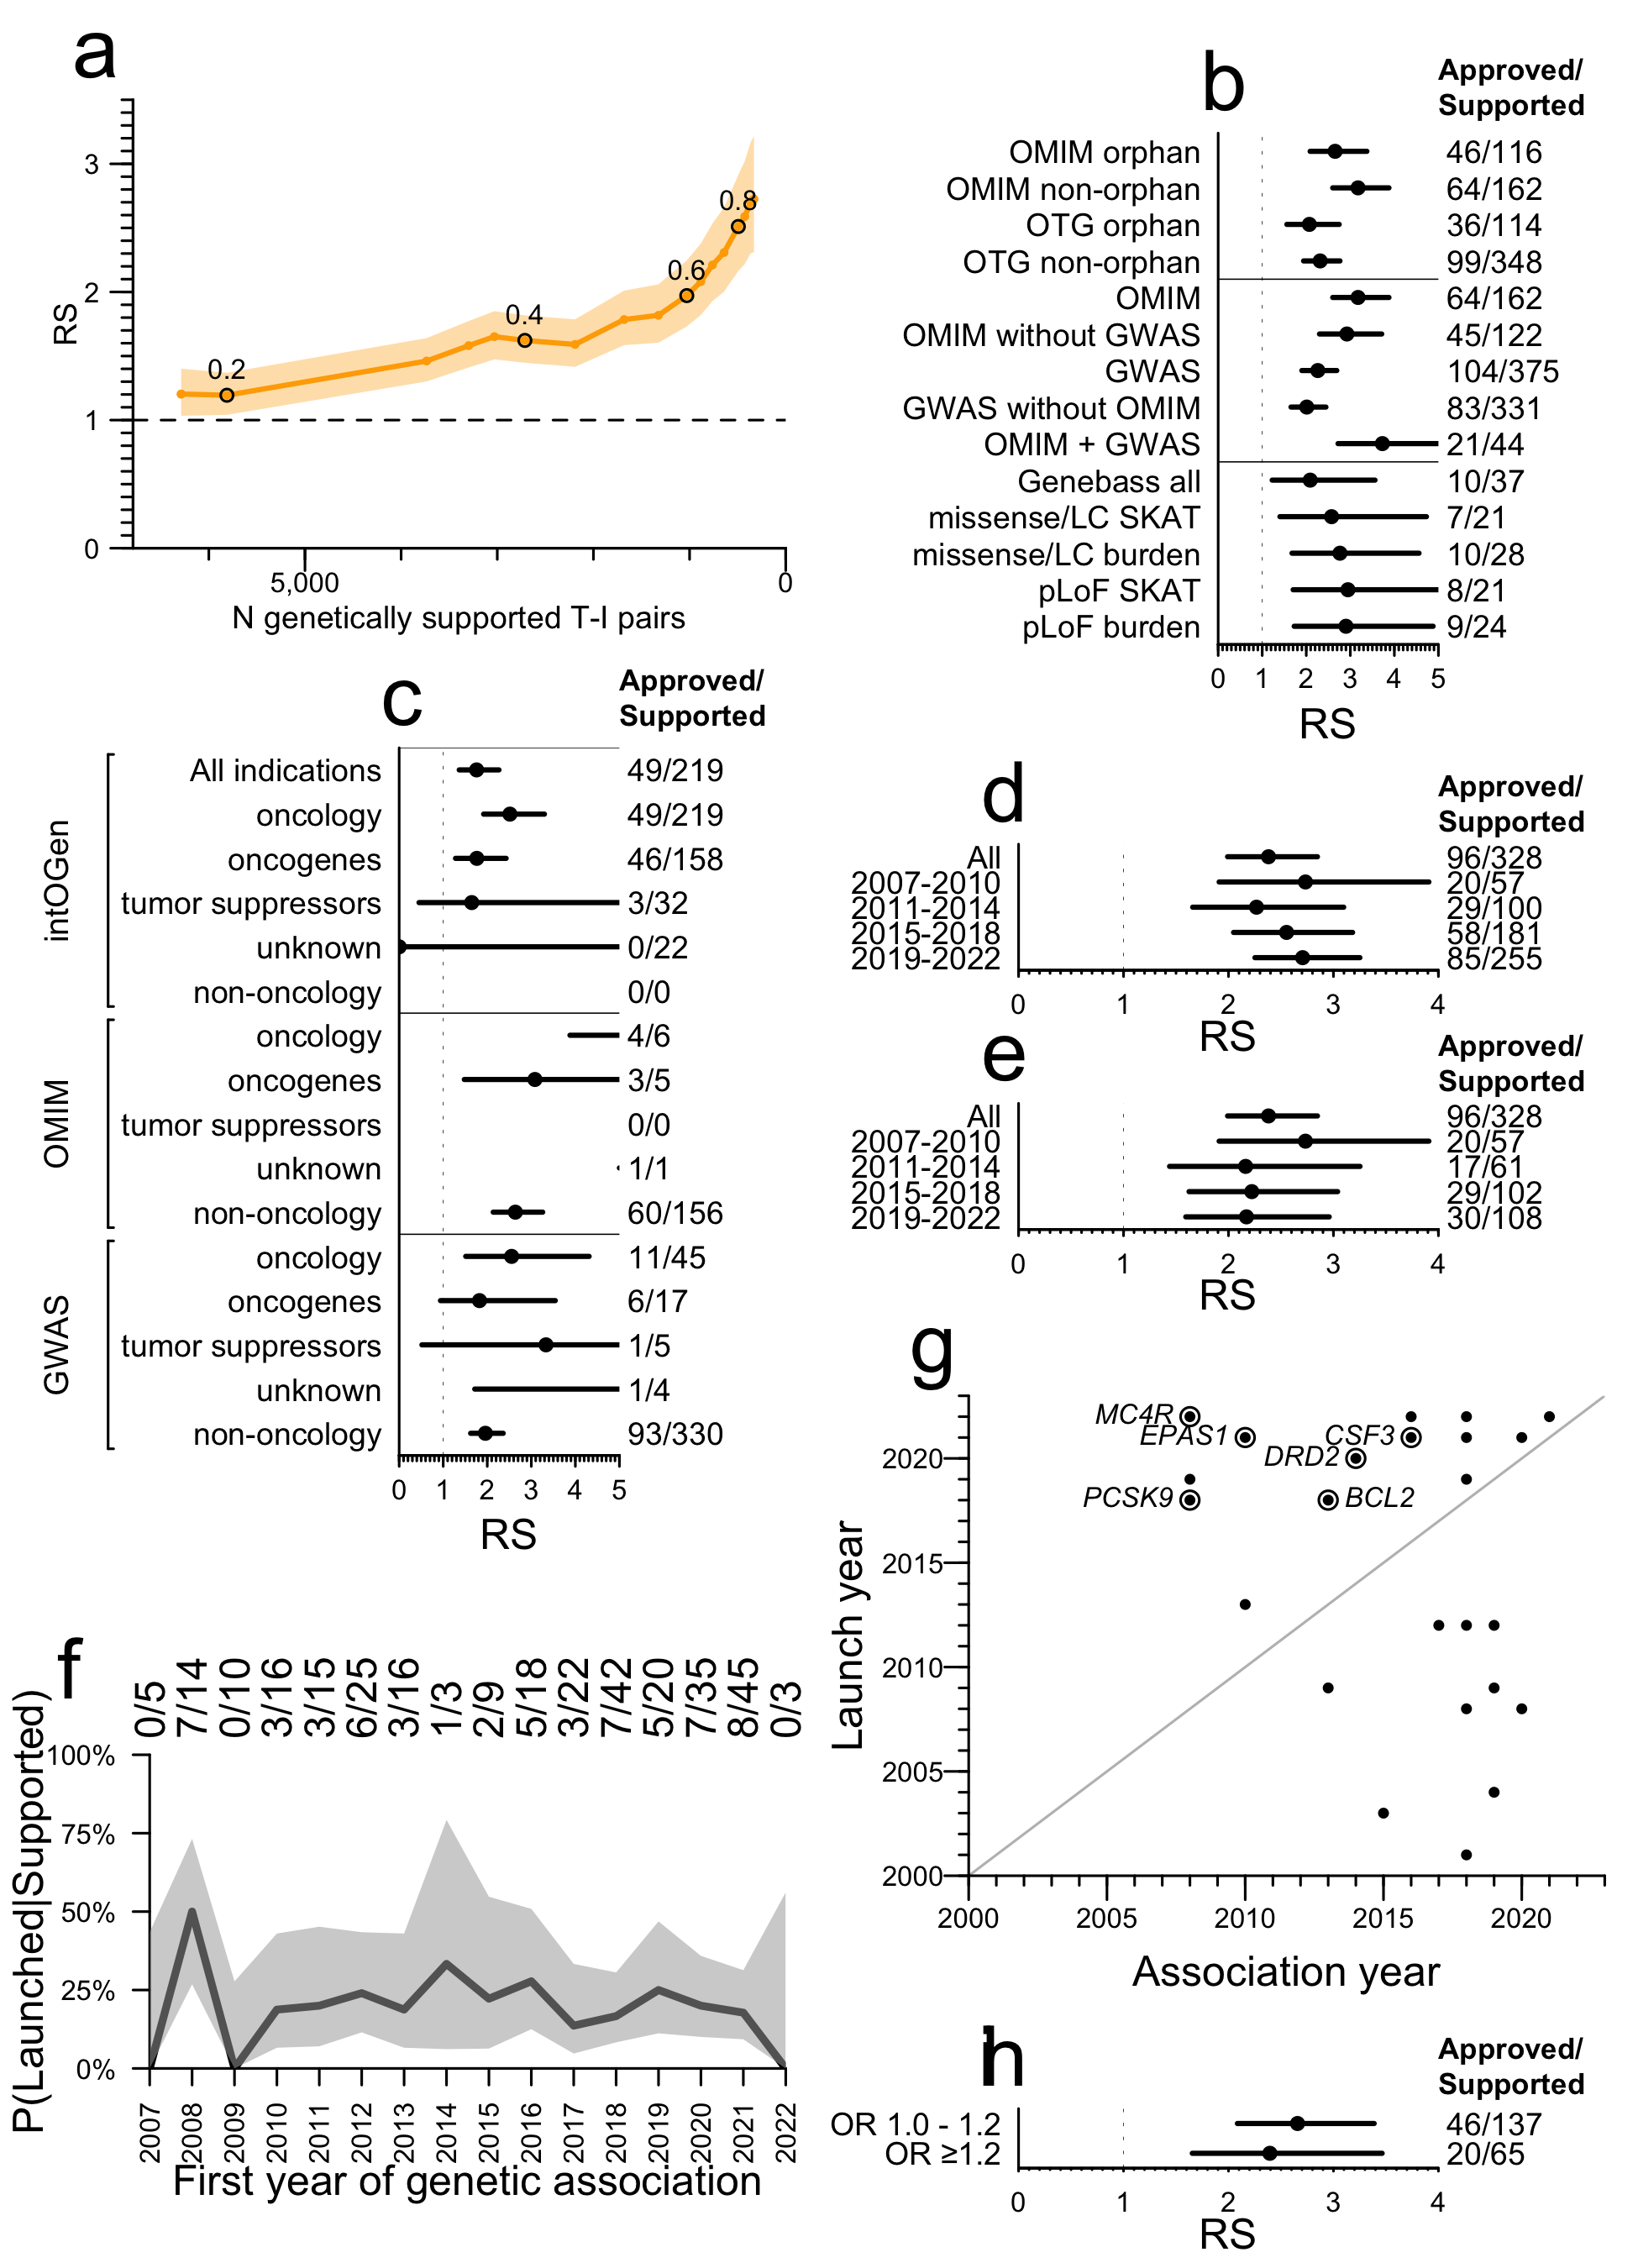 a
3
2
1
0
RS
0.2
0.4
0.6
0.8
5,000
0
N genetically supported T-I pairs
b
Approved/
Supported
OMIM orphan 46/116
OMIM non-orphan 64/162
OTG orphan 36/114
OTG non-orphan 99/348
OMIM 64/162
OMIM without GWAS 45/122
GWAS 104/375
GWAS without OMIM 83/331
OMIM + GWAS 21/44
Genebass all 10/37
missense/LC SKAT 7/21
missense/LC burden 10/28
pLoF SKAT 8/21
pLoF burden 9/24
0 1 2 3 4 5
RS
c
Approved/
Supported
intOGen
All indications 49/219
oncology 49/219
oncogenes 46/158
tumor suppressors 3/32
unknown 0/22
non-oncology 0/0
OMIM
oncology 4/6
oncogenes 3/5
tumor suppressors 0/0
unknown 1/1
non-oncology 60/156
GWAS
oncology 11/45
oncogenes 6/17
tumor suppressors 1/5
unknown 1/4
non-oncology 93/330
0 1 2 3 4 5
RS
d
Approved/
Supported
All 96/328
2007-2010 20/57
2011-2014 29/100
2015-2018 58/181
2019-2022 85/255
0 1 2 3 4
RS
e
Approved/
Supported
All 96/328
2007-2010 20/57
2011-2014 17/61
2015-2018 29/102
2019-2022 30/108
0 1 2 3 4
RS
f
0/5 7/14 0/10 3/16 3/15 6/25 3/16 1/3 2/9 5/18 3/22 7/42 5/20 7/35 8/45 0/3
P(Launched|Supported)
100%
75%
50%
25%
0%
2007 2008 2009 2010 2011 2012 2013 2014 2015 2016 2017 2018 2019 2020 2021 2022
First year of genetic association
g
MC4R
EPAS1
CSF3
DRD2
PCSK9
BCL2
Launch year
2020
2015
2010
2005
2000
2000 2005 2010 2015 2020
Association year
h
Approved/
Supported
OR 1.0 - 1.2 46/137
OR ≥1.2 20/65
0 1 2 3 4
RS